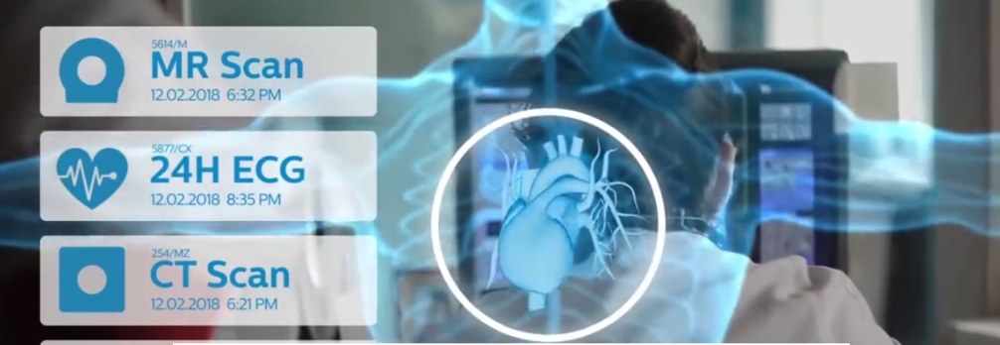 5614/M
MR Scan
12.02.2018 6:32 PM
5877/CX
24H ECG
12.02.2018 8:35 PM
254/MZ
CT Scan
12.02.2018 6:21 PM